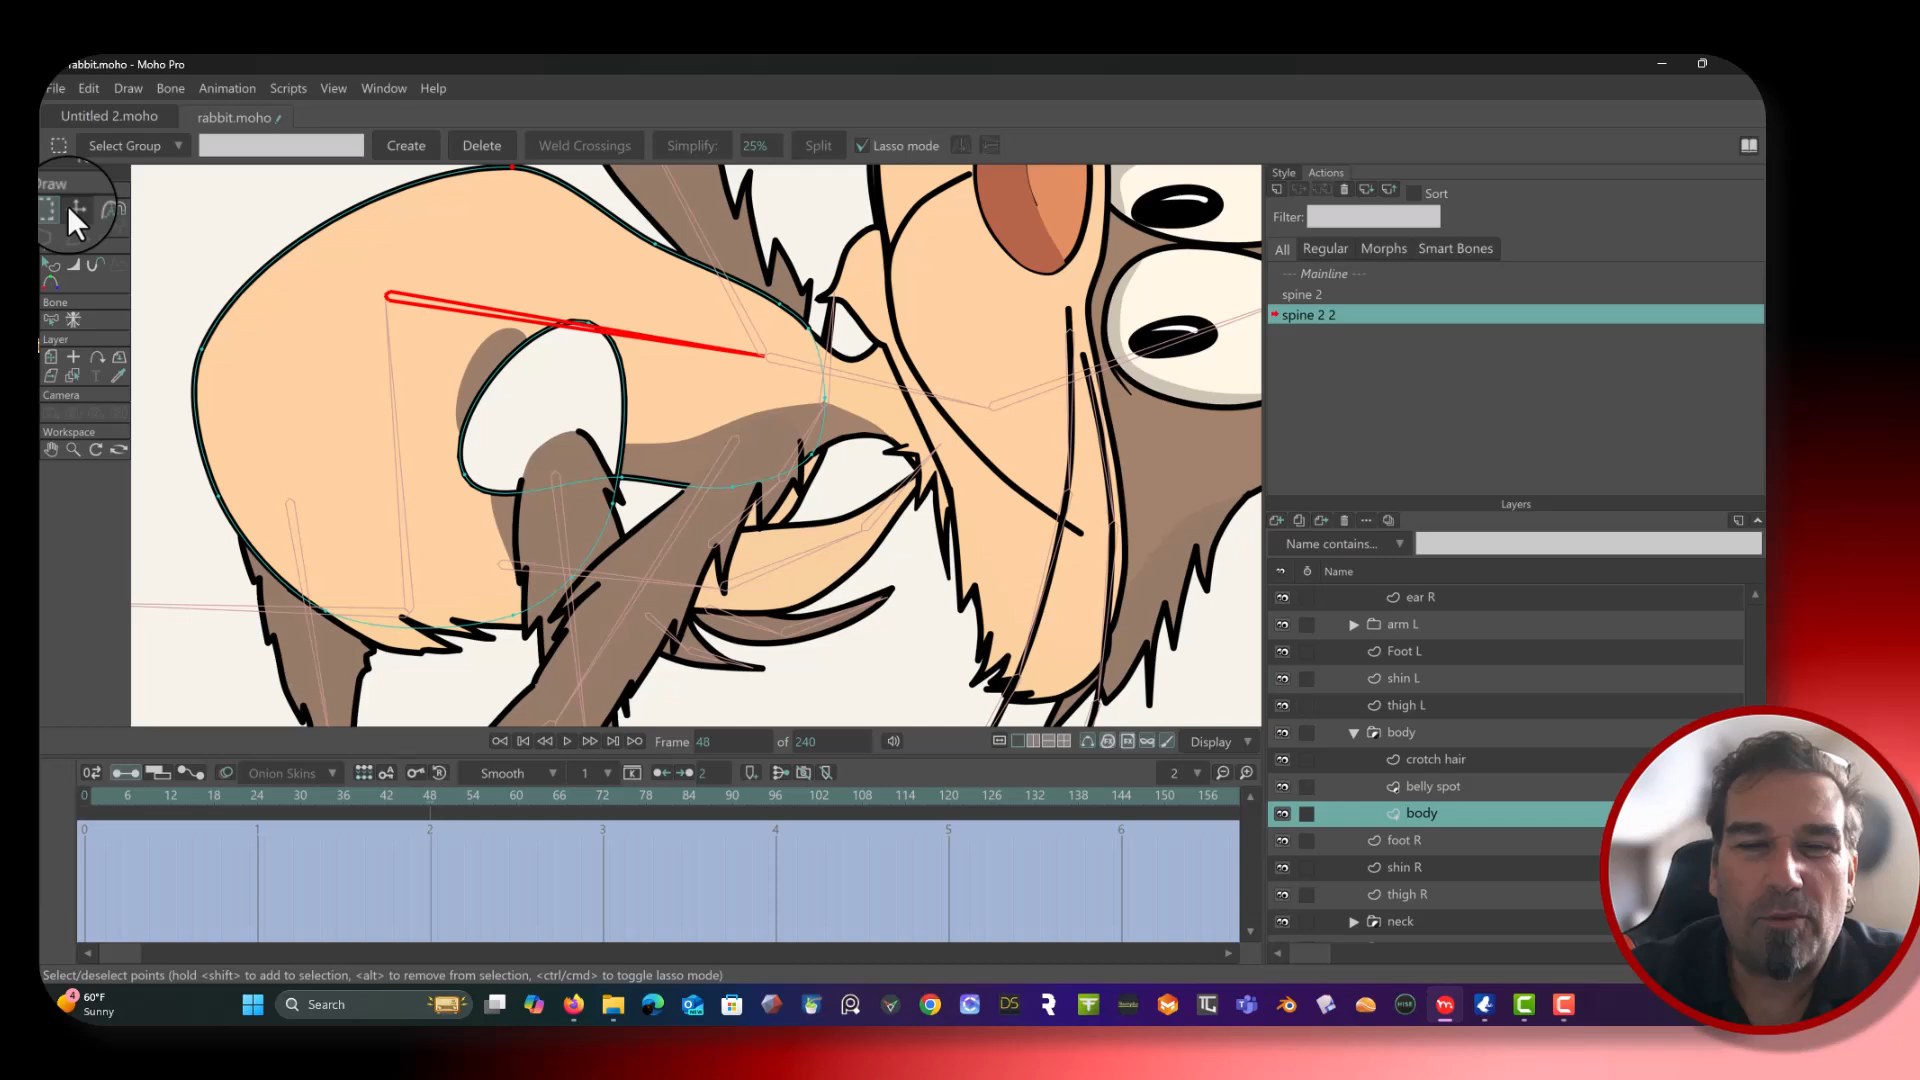 rabbit.moho - Moho Pro
File Edit Draw Bone Animation Scripts View Window Help
Untitled 2.moho rabbit.moho
Select Group Create Delete Weld Crossings Simplify: 25% Split Lasso mode
Draw
Bone
Layer
Camera
Workspace
Style Actions
Sort
Filter:
All Regular Morphs Smart Bones
--- Mainline ---
spine 2
spine 2 2
Layers
Name contains...
Name
ear R
arm L
Foot L
shin L
thigh L
body
crotch hair
belly spot
body
foot R
shin R
thigh R
neck
Frame 48 of 240 Display
Onion Skins Smooth 1 2 2
0 6 12 18 24 30 36 42 48 54 60 66 72 78 84 90 96 102 108 114 120 126 132 138 144 150 156
0 1 2 3 4 5 6
Select/deselect points (hold <shift> to add to selection, <alt> to remove from selection, <ctrl/cmd> to toggle lasso mode)
4 60°F
Sunny
Search